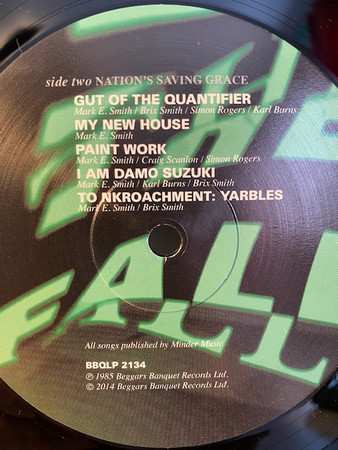 THE
side two NATION'S SAVING GRACE
GUT OF THE QUANTIFIER
Mark E. Smith / Brix Smith / Simon Rogers / Karl Burns
MY NEW HOUSE
Mark E. Smith
PAINT WORK
Mark E. Smith / Craig Scanlon / Simon Rogers
I AM DAMO SUZUKI
Mark E. Smith / Karl Burns / Brix Smith
TO NKROACHMENT: YARBLES
Mark E. Smith / Brix Smith
FALL
All songs published by Minder Music
BBQLP 2134
℗ 1985 Beggars Banquet Records Ltd.
© 2014 Beggars Banquet Records Ltd.